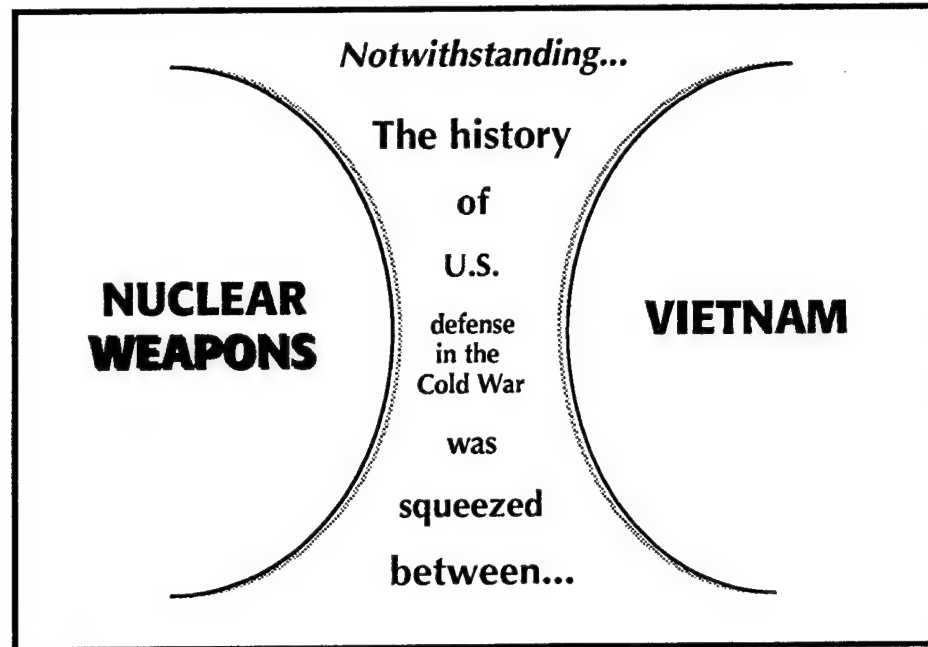 Notwithstanding...
The history
of
U.S.
defense
in the
Cold War
was
squeezed
between...
NUCLEAR
WEAPONS
VIETNAM